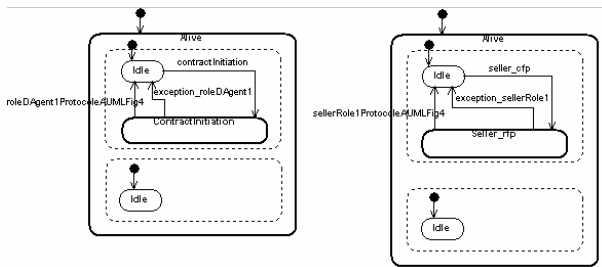 Alive
Idle
contractInitiation
exception_roleDAgent1
roleDAgent1ProtocoleAUMLFig4
ContractInitiation
Idle
Alive
Idle
seller_cfp
exception_sellerRole1
sellerRole1ProtocoleAUMLFig4
Seller_rfp
Idle